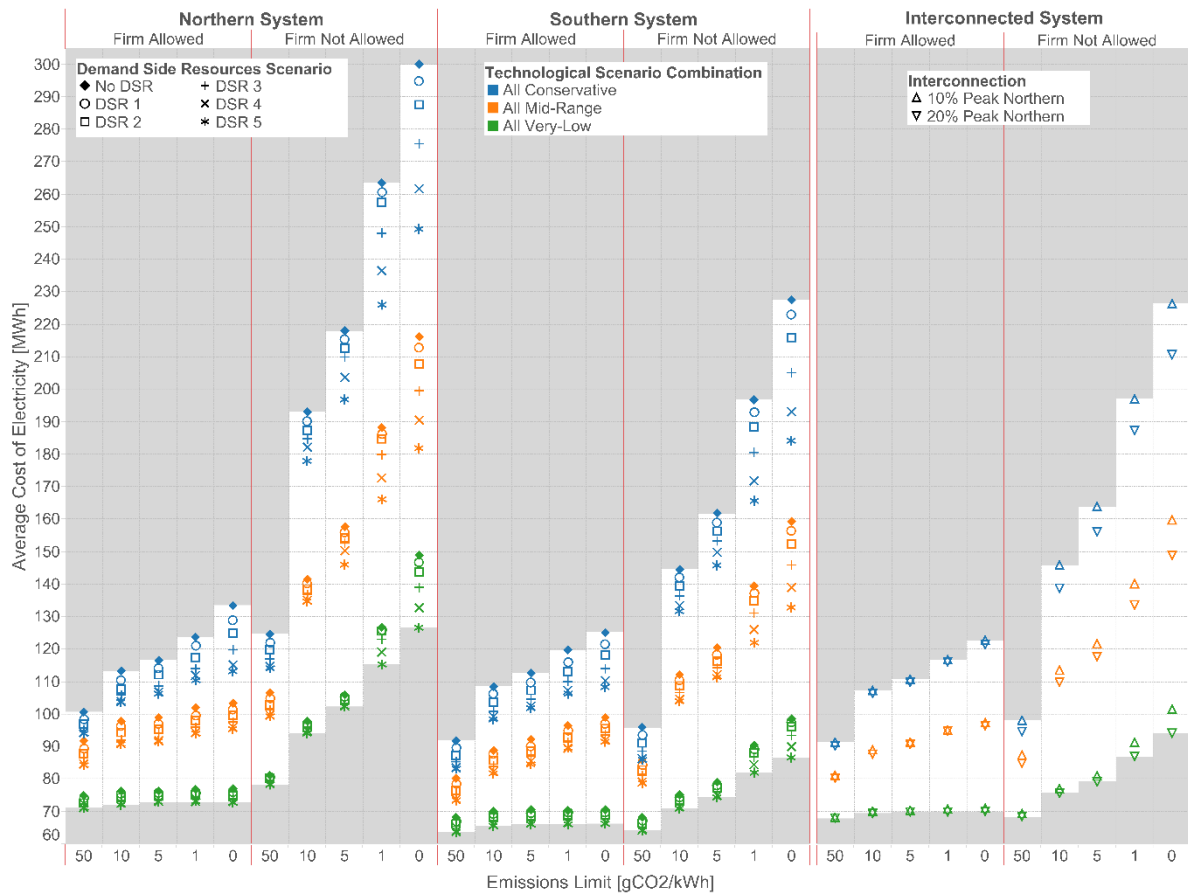 Northern System Southern System Interconnected System
Firm Allowed Firm Not Allowed Firm Allowed Firm Not Allowed Firm Allowed Firm Not Allowed
Demand Side Resources Scenario
No DSR DSR 3
DSR 1 DSR 4
DSR 2 DSR 5
Technological Scenario Combination
All Conservative
All Mid-Range
All Very-Low
Interconnection
10% Peak Northern
20% Peak Northern
Average Cost of Electricity [MWh]
300
290
280
270
260
250
240
230
220
210
200
190
180
170
160
150
140
130
120
110
100
90
80
70
60
50 10 5 1 0 50 10 5 1 0 50 10 5 1 0 50 10 5 1 0 50 10 5 1 0 50 10 5 1 0
Emissions Limit [gCO2/kWh]